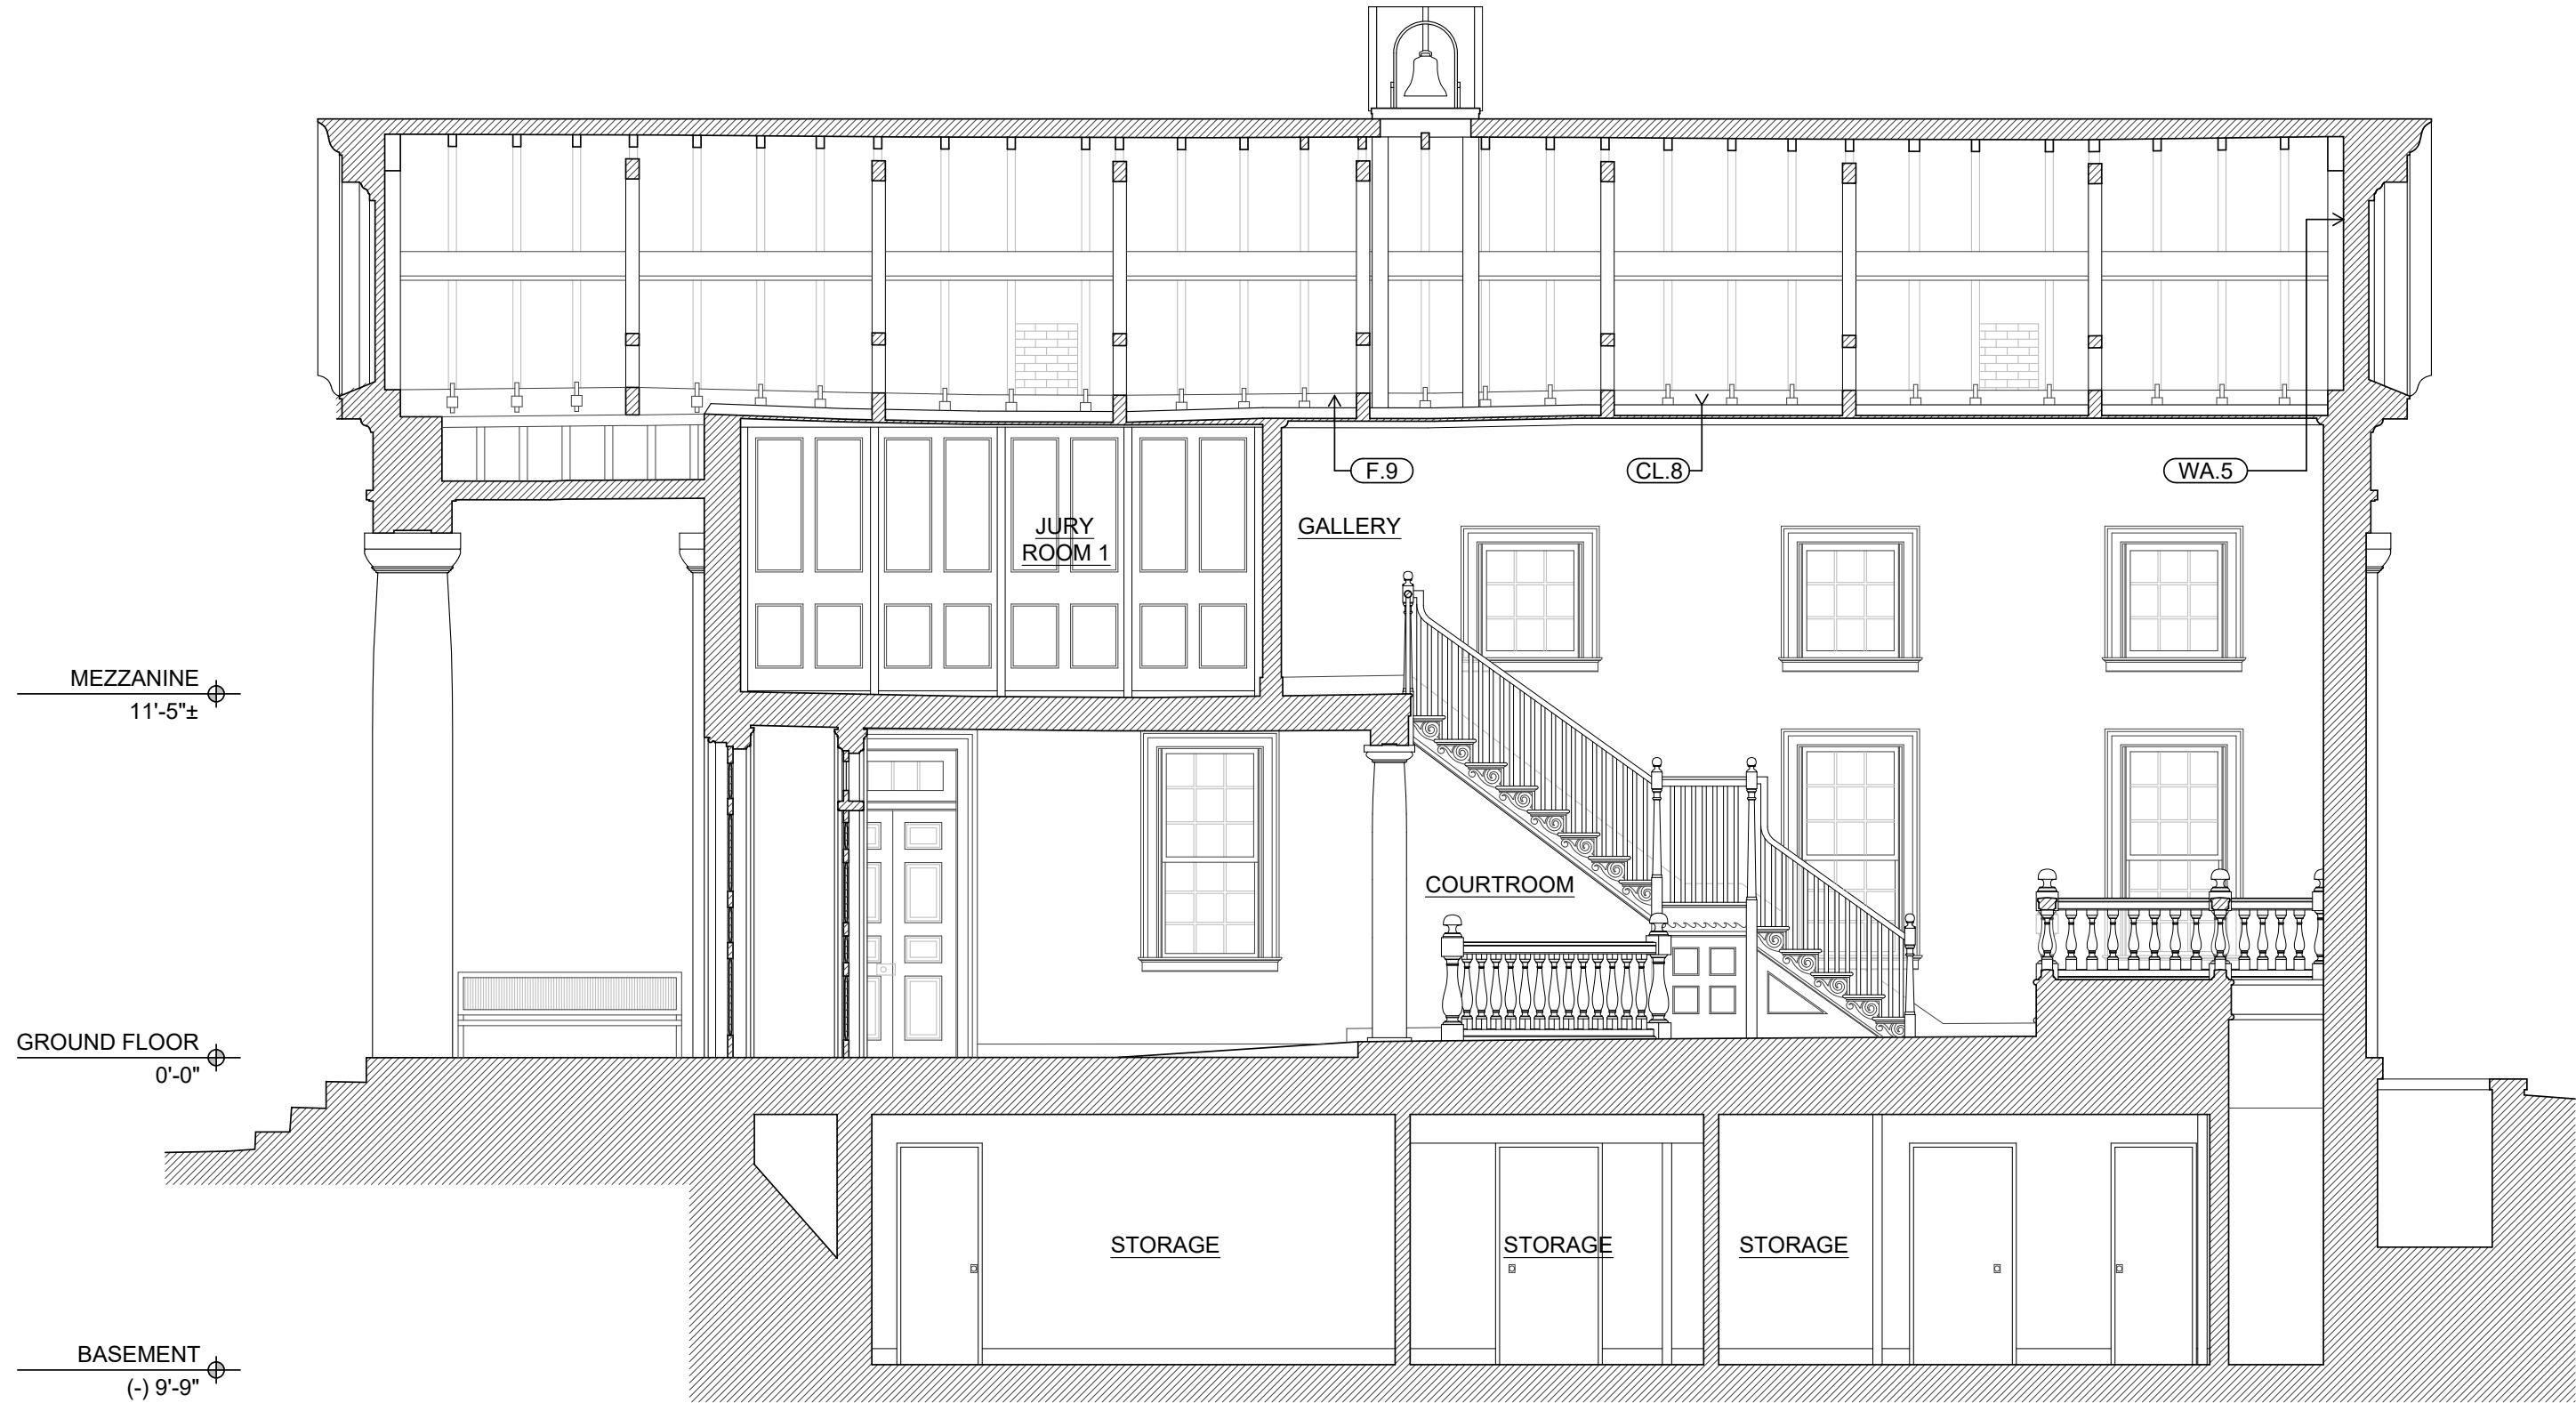 F.9
CL.8
WA.5
JURY
ROOM 1
GALLERY
MEZZANINE
11'-5"±
COURTROOM
GROUND FLOOR
0'-0"
STORAGE
STORAGE
STORAGE
BASEMENT
(-) 9'-9"